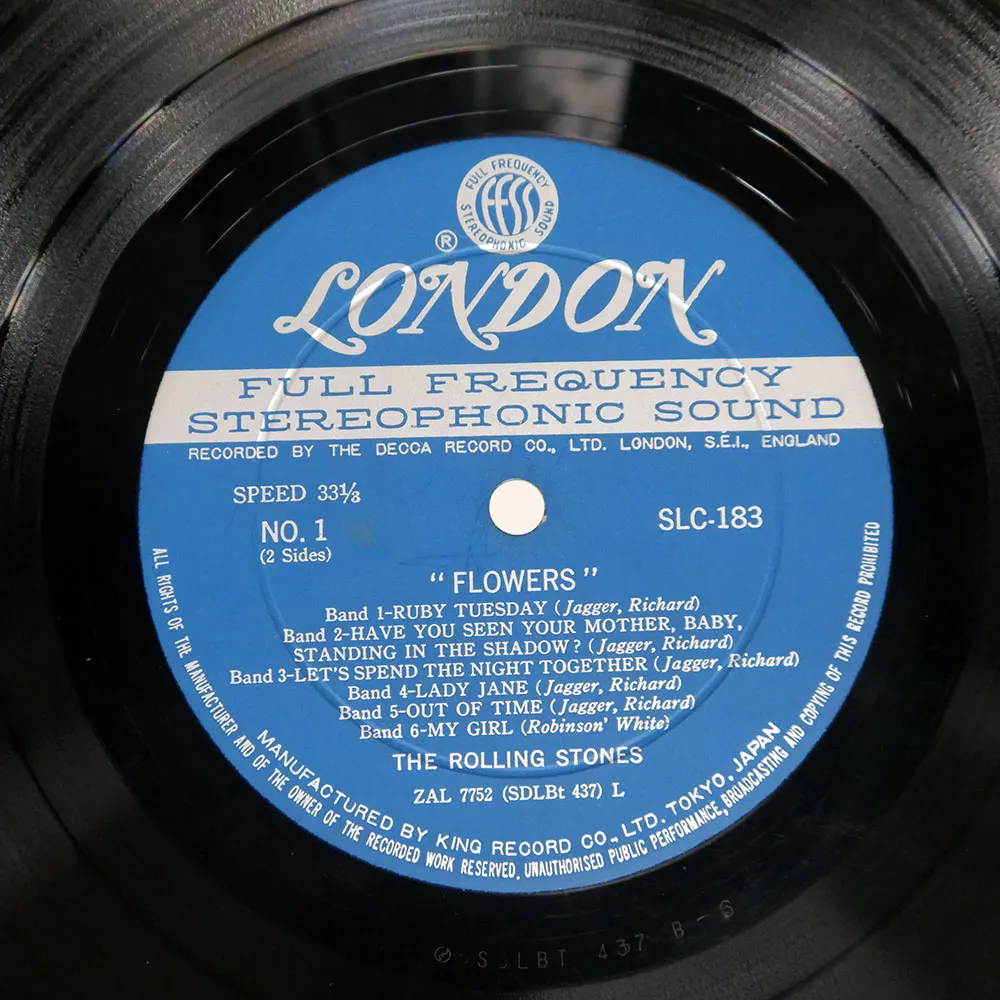 FULL FREQUENCY
ffss
STEREOPHONIC SOUND
®
LONDON
FULL FREQUENCY
STEREOPHONIC SOUND
RECORDED BY THE DECCA RECORD CO., LTD. LONDON, S.E.I., ENGLAND
SPEED 33⅓
NO. 1
SLC-183
(2 Sides)
" FLOWERS "
Band 1-RUBY TUESDAY (Jagger, Richard)
Band 2-HAVE YOU SEEN YOUR MOTHER, BABY,
STANDING IN THE SHADOW? (Jagger, Richard)
Band 3-LET'S SPEND THE NIGHT TOGETHER (Jagger, Richard)
Band 4-LADY JANE (Jagger, Richard)
Band 5-OUT OF TIME (Jagger, Richard)
Band 6-MY GIRL (Robinson' White)
THE ROLLING STONES
ZAL 7752 (SDLBt 437) L
MANUFACTURED BY KING RECORD CO., LTD. TOKYO, JAPAN
ALL RIGHTS OF THE MANUFACTURER AND OF THE OWNER OF THE RECORDED WORK RESERVED, UNAUTHORISED PUBLIC PERFORMANCE, BROADCASTING AND COPYING OF THIS RECORD PROHIBITED
S LBT 437 B-6